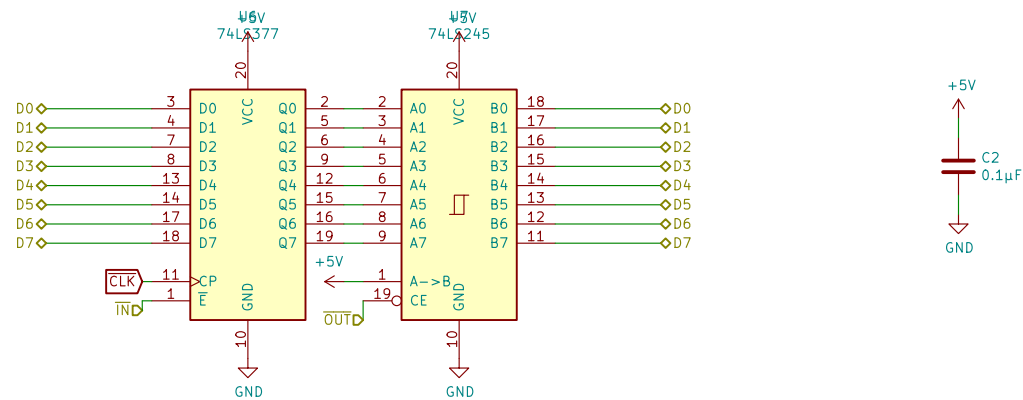 U6
+5V
74LS377
U7
+5V
74LS245
20
20
+5V
VCC
VCC
D0 3 D0 Q0 2 2 A0 B0 18 D0
D1 4 D1 Q1 5 3 A1 B1 17 D1
D2 7 D2 Q2 6 4 A2 B2 16 D2
D3 8 D3 Q3 9 5 A3 B3 15 D3
C2
0.1µF
D4 13 D4 Q4 12 6 A4 B4 14 D4
D5 14 D5 Q5 15 7 A5 B5 13 D5
D6 17 D6 Q6 16 8 A6 B6 12 D6
D7 18 D7 Q7 19 9 A7 B7 11 D7
GND
+5V
CLK 11 CP 1 A->B
IN 1 E 19 CE
GND
GND
OUT
10
10
GND
GND